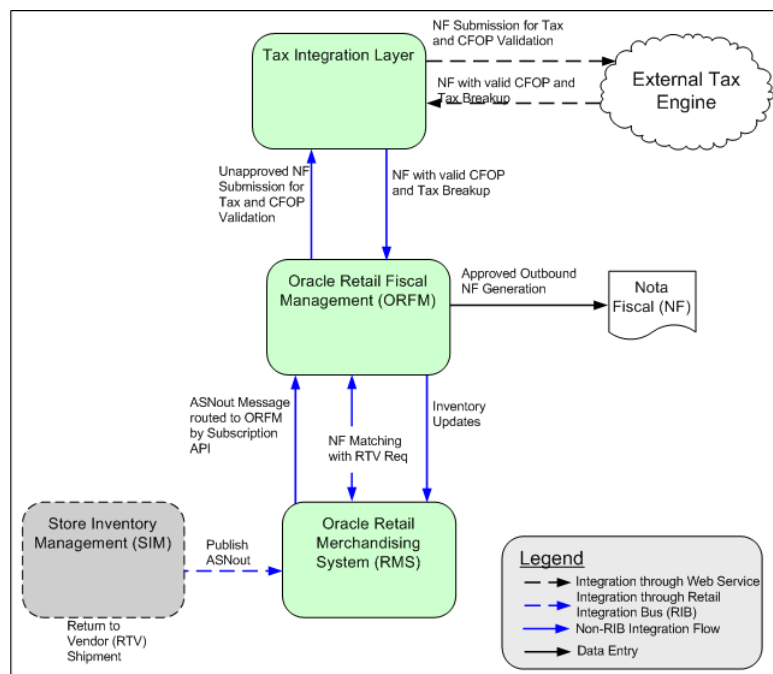 Tax Integration Layer
NF Submission for Tax
and CFOP Validation
NF with valid CFOP and
Tax Breakup
External Tax
Engine
Unapproved NF
Submission for
Tax and CFOP
Validation
NF with valid CFOP
and Tax Breakup
Oracle Retail Fiscal
Management (ORFM)
Approved Outbound
NF Generation
Nota
Fiscal (NF)
ASNout Message
routed to ORFM
by Subscription
API
NF Matching
with RTV Req
Inventory
Updates
Store Inventory
Management (SIM)
Publish
ASNout
Oracle Retail
Merchandising
System (RMS)
Return to
Vendor (RTV)
Shipment
Legend
Integration through Web Service
Integration through Retail
Integration Bus (RIB)
Non-RIB Integration Flow
Data Entry